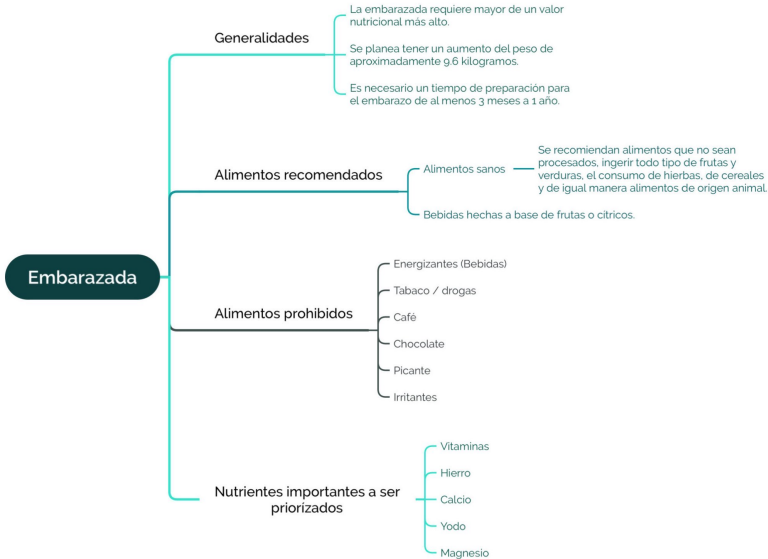 Embarazada
Generalidades
La embarazada requiere mayor de un valor
nutricional más alto.
Se planea tener un aumento del peso de
aproximadamente 9.6 kilogramos.
Es necesario un tiempo de preparación para
el embarazo de al menos 3 meses a 1 año.
Alimentos recomendados
Alimentos sanos
Se recomiendan alimentos que no sean
procesados, ingerir todo tipo de frutas y
verduras, el consumo de hierbas, de cereales
y de igual manera alimentos de origen animal.
Bebidas hechas a base de frutas o cítricos.
Alimentos prohibidos
Energizantes (Bebidas)
Tabaco / drogas
Café
Chocolate
Picante
Irritantes
Nutrientes importantes a ser
priorizados
Vitaminas
Hierro
Calcio
Yodo
Magnesio